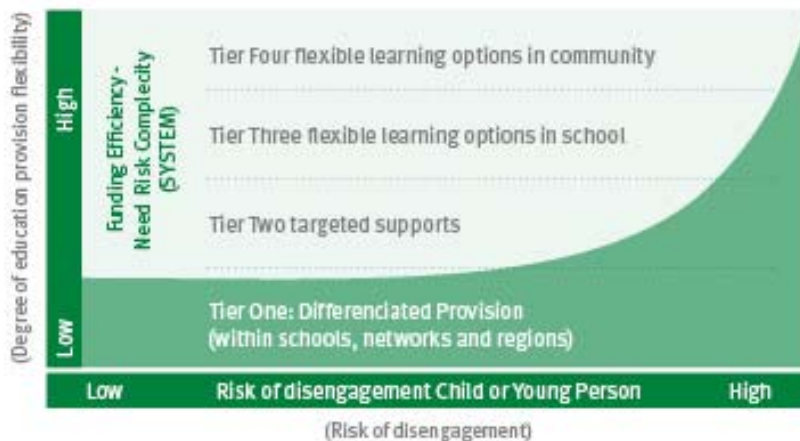 (Degree of education provision flexibility)
High
Low
Funding Efficiency -
Need Risk Complecity
(SYSTEM)
Tier Four flexible learning options in community
Tier Three flexible learning options in school
Tier Two targeted supports
Tier One: Differenciated Provision
(within schools, networks and regions)
Low Risk of disengagement Child or Young Person High
(Risk of disengagement)